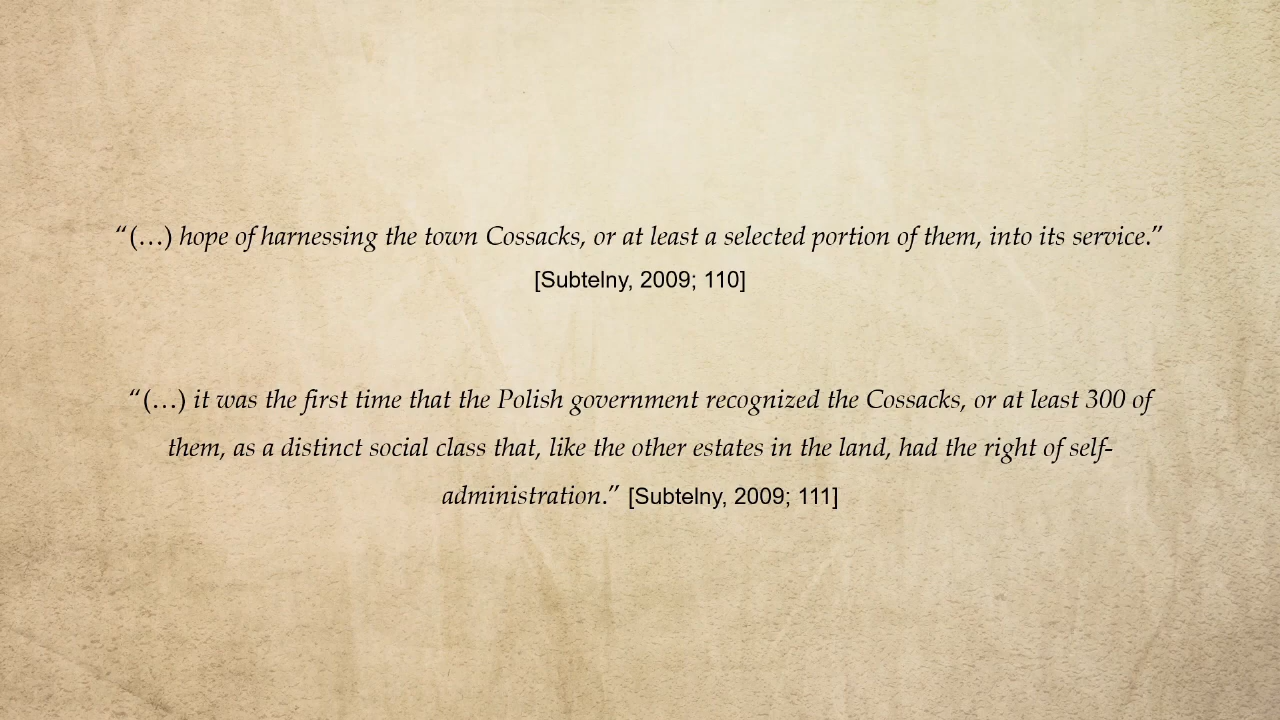 “(…) hope of harnessing the town Cossacks, or at least a selected portion of them, into its service.”
[Subtelny, 2009; 110]
“(…) it was the first time that the Polish government recognized the Cossacks, or at least 300 of
them, as a distinct social class that, like the other estates in the land, had the right of self-
administration.” [Subtelny, 2009; 111]